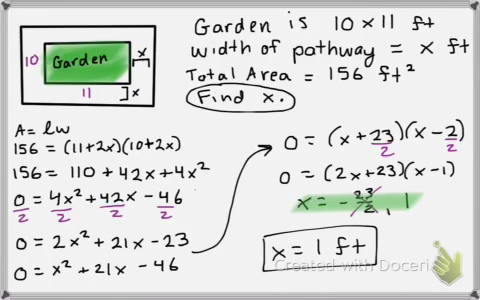 Garden is 10 x 11 ft
width of pathway = x ft
Total Area = 156 ft²
Find x.
10 Garden x
11 x
A = lw
156 = (11+2x)(10+2x)
156 = 110 + 42x + 4x²
0/2 = 4x²/2 + 42x/2 - 46/2
0 = 2x² + 21x - 23
0 = x² + 21x - 46
0 = (x + 23/2)(x - 2/2)
0 = (2x+23)(x-1)
x = -23/2, 1
x = 1 ft
Created with Doceri